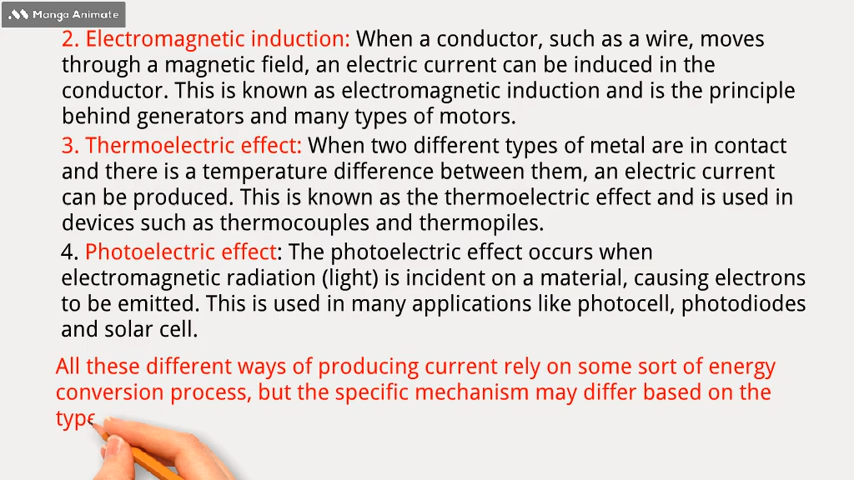 Manga Animate
2. Electromagnetic induction: When a conductor, such as a wire, moves
through a magnetic field, an electric current can be induced in the
conductor. This is known as electromagnetic induction and is the principle
behind generators and many types of motors.
3. Thermoelectric effect: When two different types of metal are in contact
and there is a temperature difference between them, an electric current
can be produced. This is known as the thermoelectric effect and is used in
devices such as thermocouples and thermopiles.
4. Photoelectric effect: The photoelectric effect occurs when
electromagnetic radiation (light) is incident on a material, causing electrons
to be emitted. This is used in many applications like photocell, photodiodes
and solar cell.
All these different ways of producing current rely on some sort of energy
conversion process, but the specific mechanism may differ based on the
type